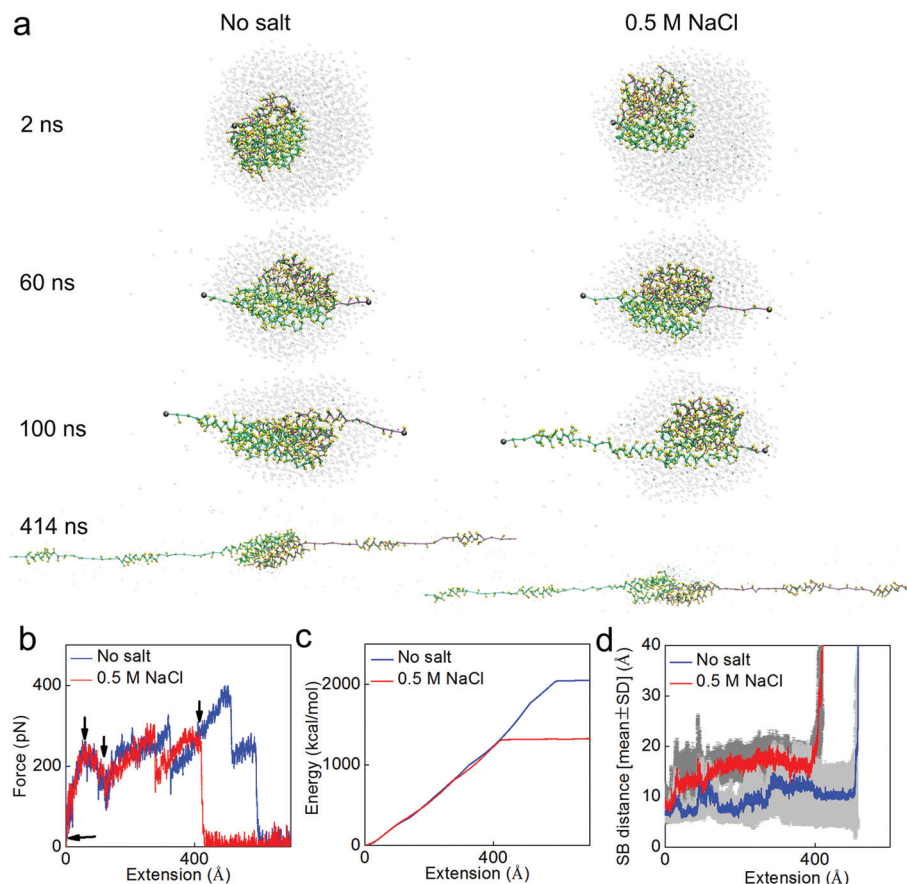 a
No salt
0.5 M NaCl
2 ns
60 ns
100 ns
414 ns
b
No salt
0.5 M NaCl
Force (pN)
400
200
0
0
400
Extension (Å)
c
No salt
0.5 M NaCl
Energy (kcal/mol)
2000
1000
0
0
400
Extension (Å)
d
No salt
0.5 M NaCl
SB distance [mean±SD] (Å)
40
30
20
10
0
0
200
400
Extension (Å)